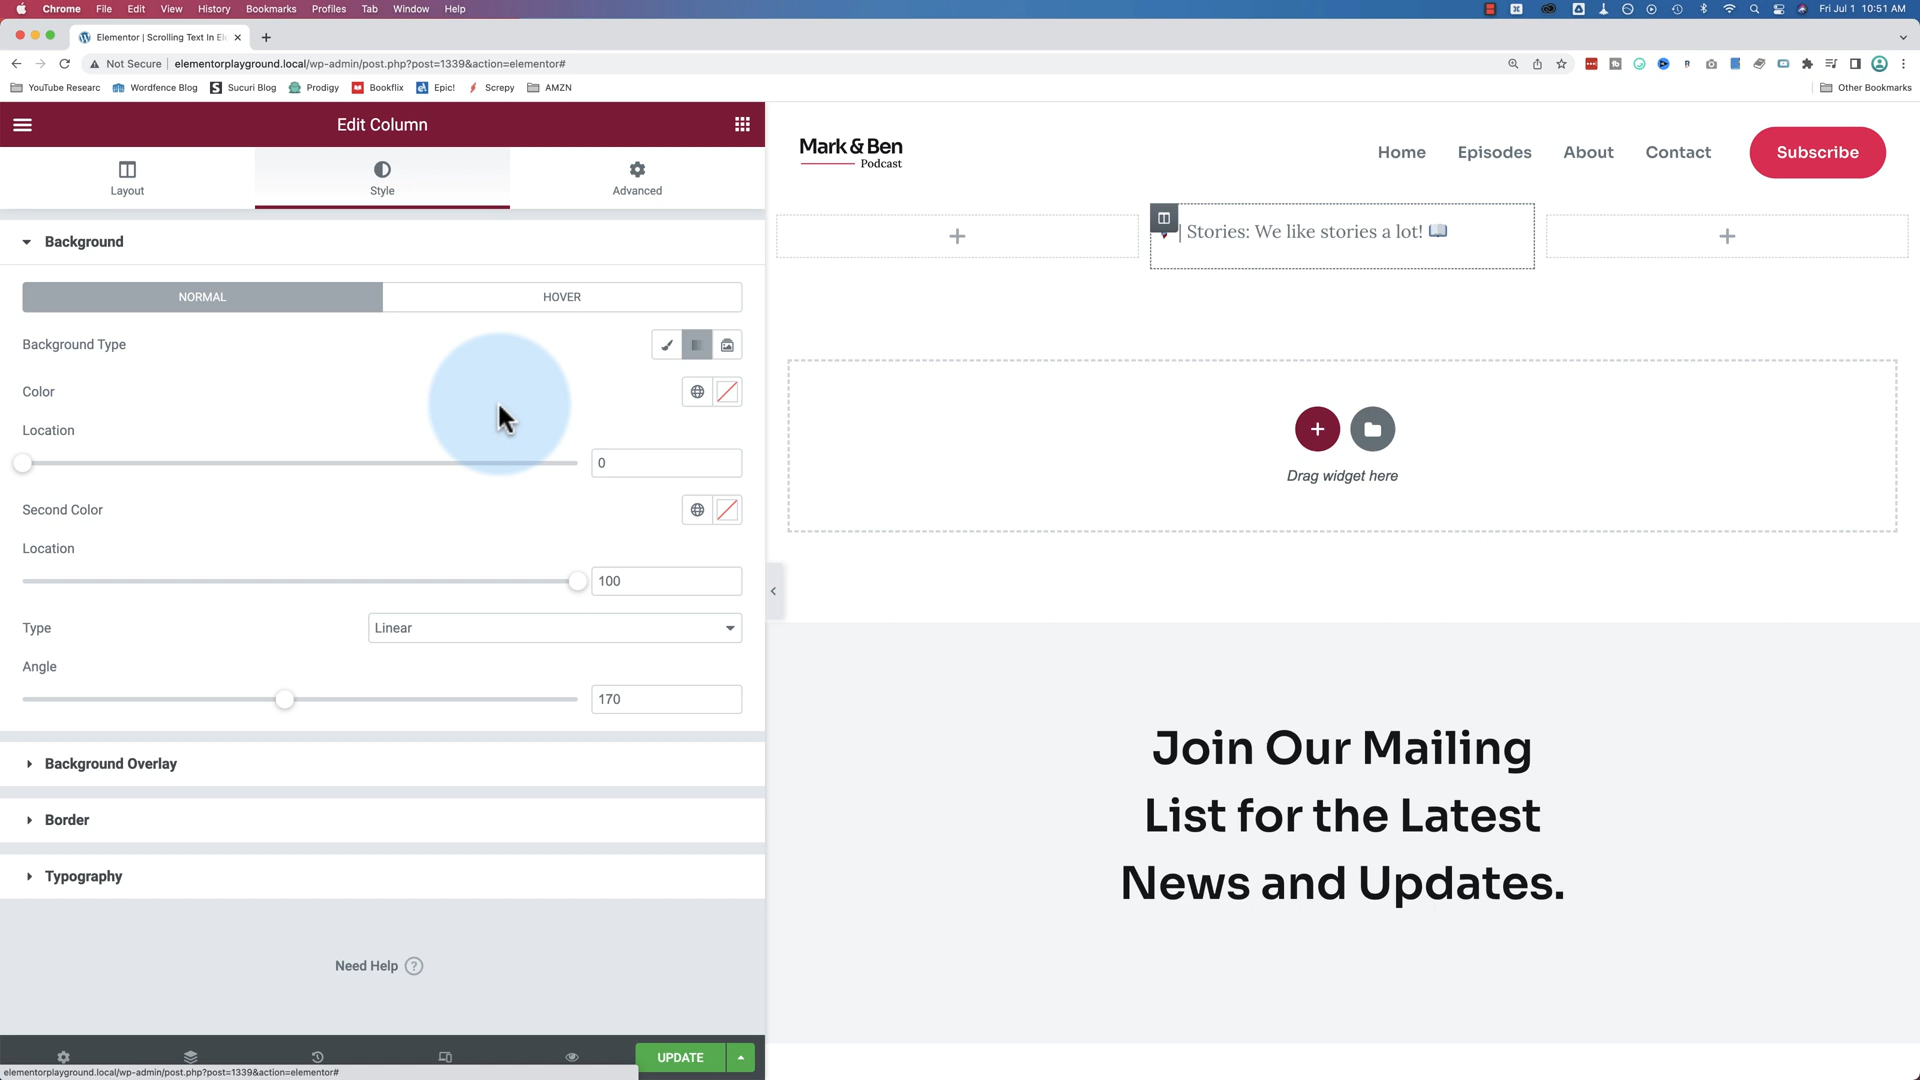 Chrome File Edit View History Bookmarks Profiles Tab Window Help Fri Jul 1 10:51 AM
Elementor | Scrolling Text In El
Not Secure elementorplayground.local/wp-admin/post.php?post=1339&action=elementor#
YouTube Researc Wordfence Blog Sucuri Blog Prodigy Bookflix Epic! Screpy AMZN Other Bookmarks
Edit Column
Layout Style Advanced
Background
NORMAL HOVER
Background Type
Color
Location
0
Second Color
Location
100
Type Linear
Angle
170
Background Overlay
Border
Typography
Need Help ?
UPDATE
elementorplayground.local/wp-admin/post.php?post=1339&action=elementor#
Mark & Ben
Podcast
Home Episodes About Contact Subscribe
| Stories: We like stories a lot!
Drag widget here
Join Our Mailing
List for the Latest
News and Updates.